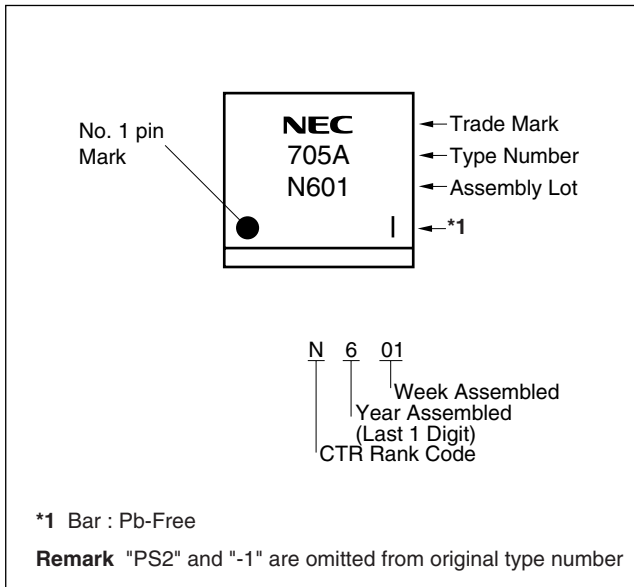 No. 1 pin
Mark
NEC
705A
N601
Trade Mark
Type Number
Assembly Lot
*1
N 6 01
Week Assembled
Year Assembled
(Last 1 Digit)
CTR Rank Code
*1 Bar : Pb-Free
Remark "PS2" and "-1" are omitted from original type number